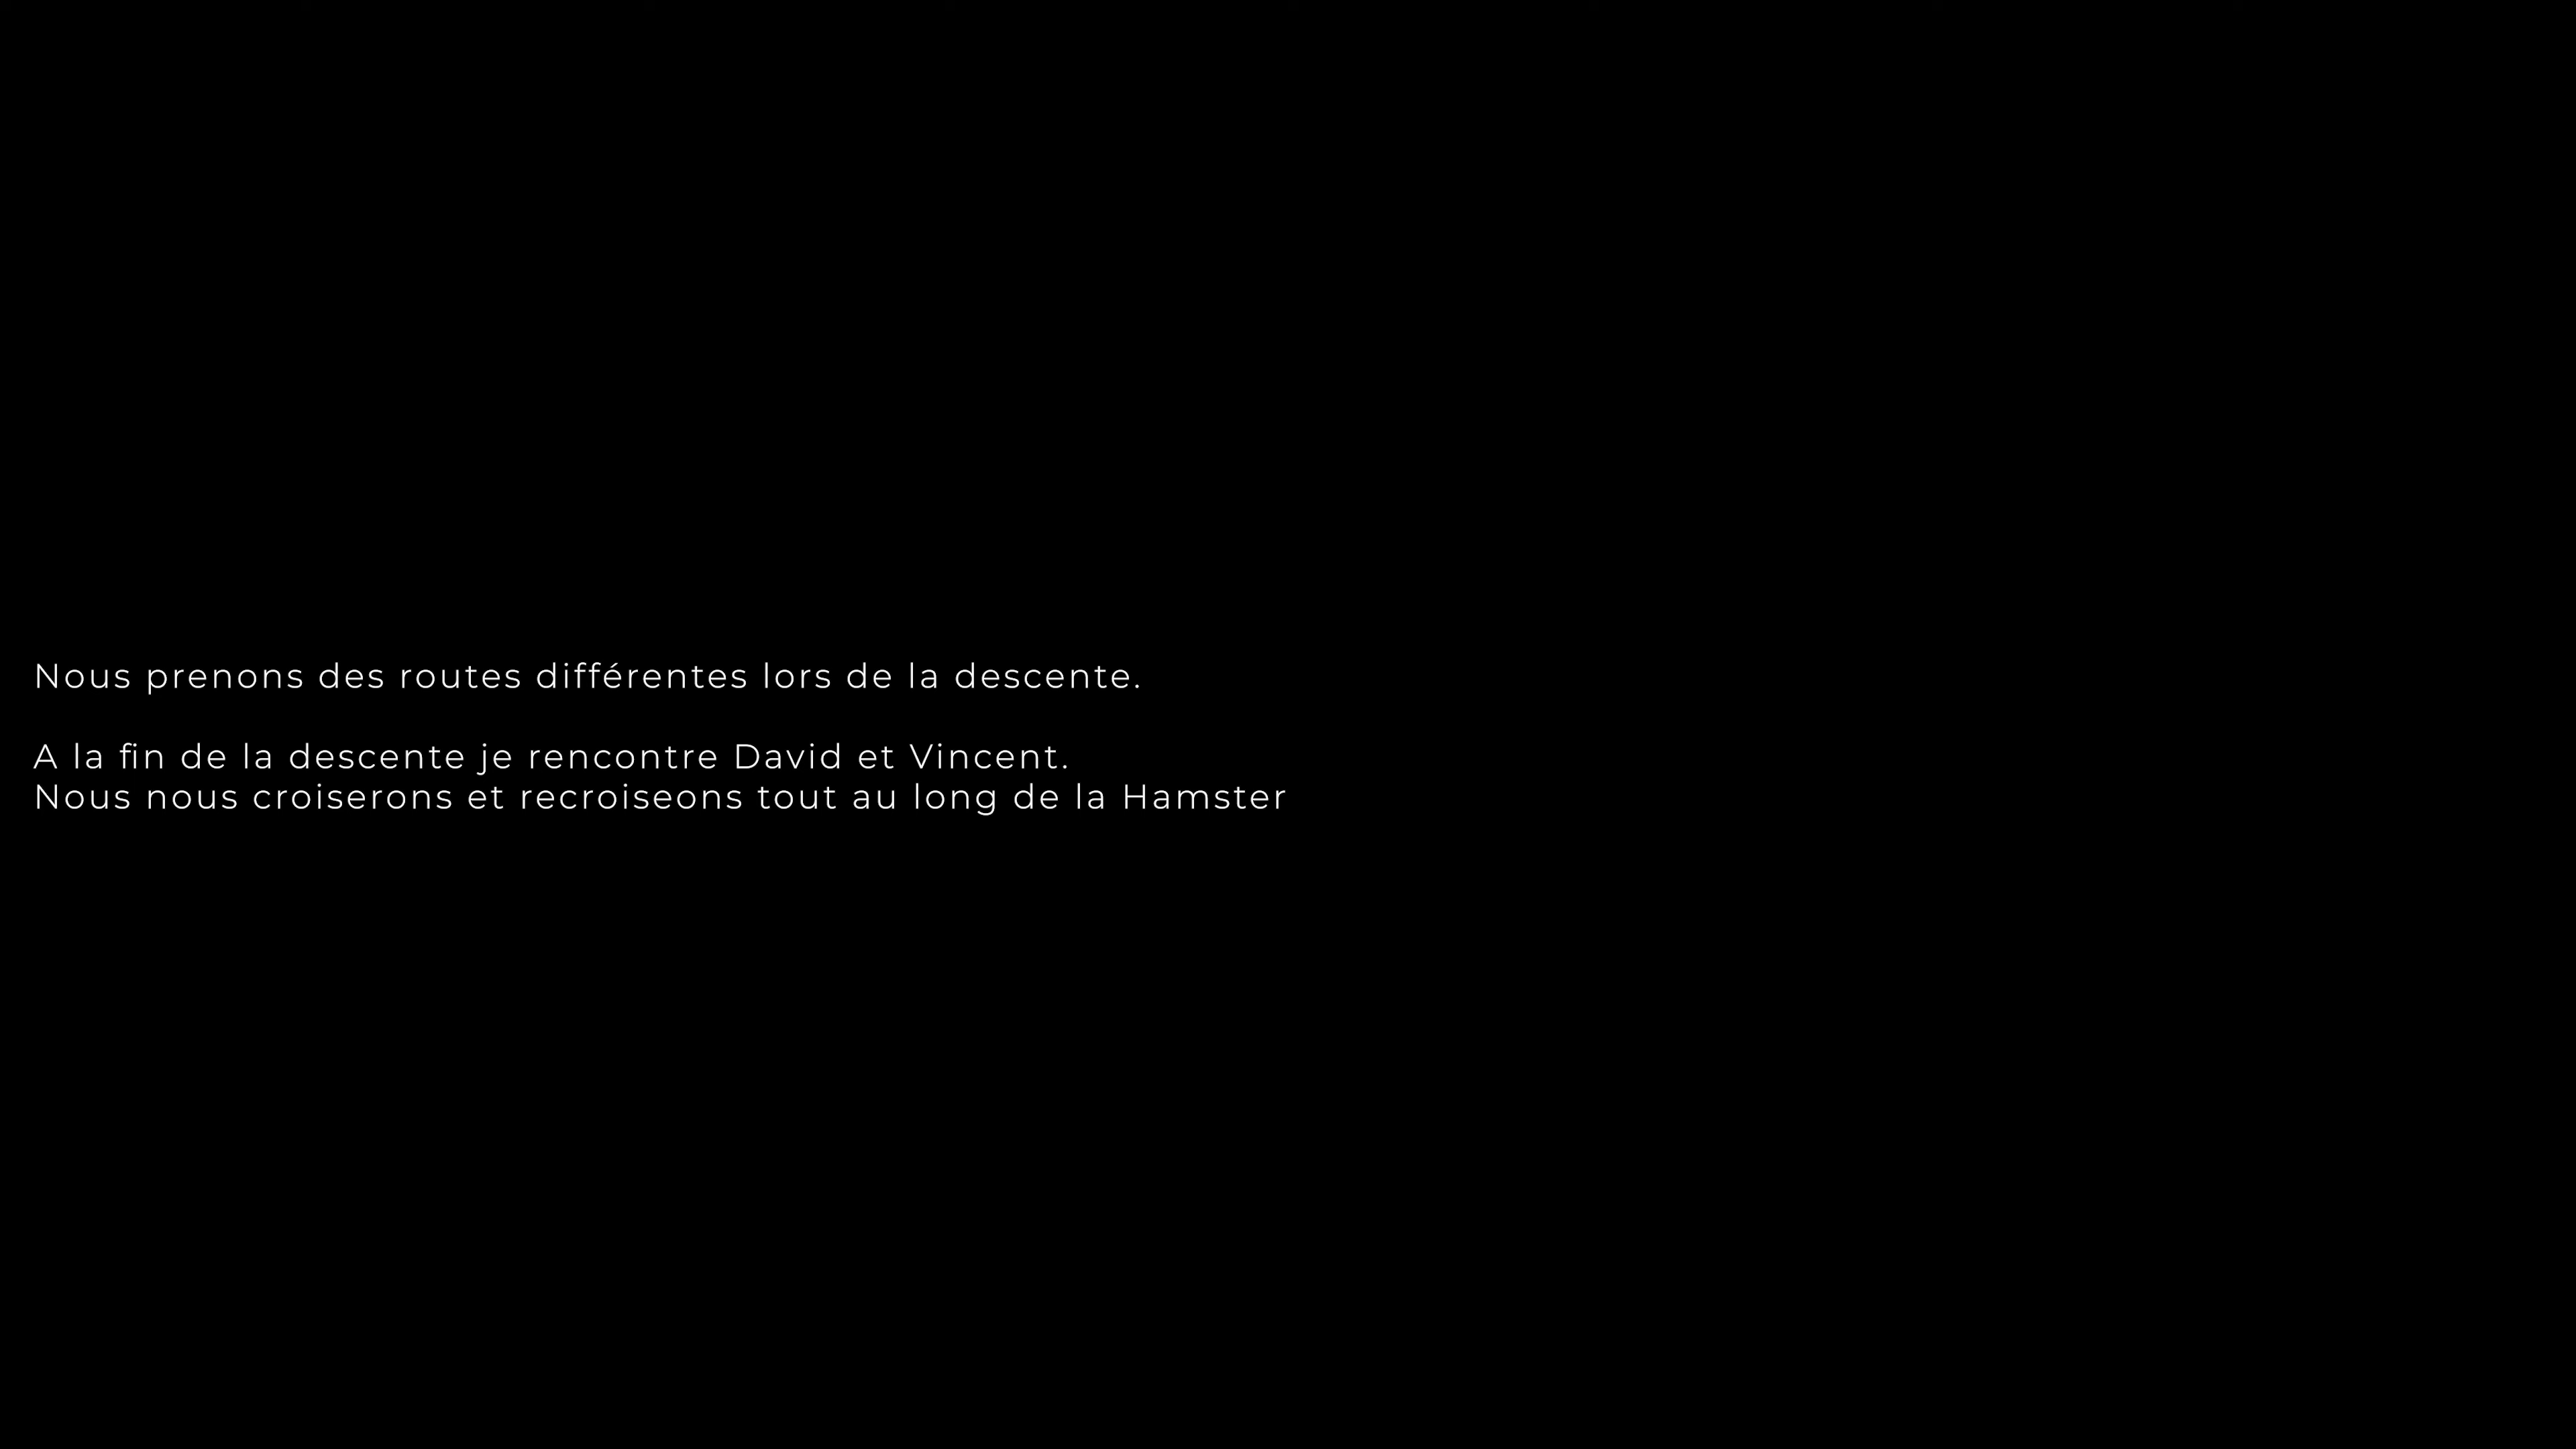 Nous prenons des routes différentes lors de la descente.
A la fin de la descente je rencontre David et Vincent.
Nous nous croiserons et recroiseons tout au long de la Hamster